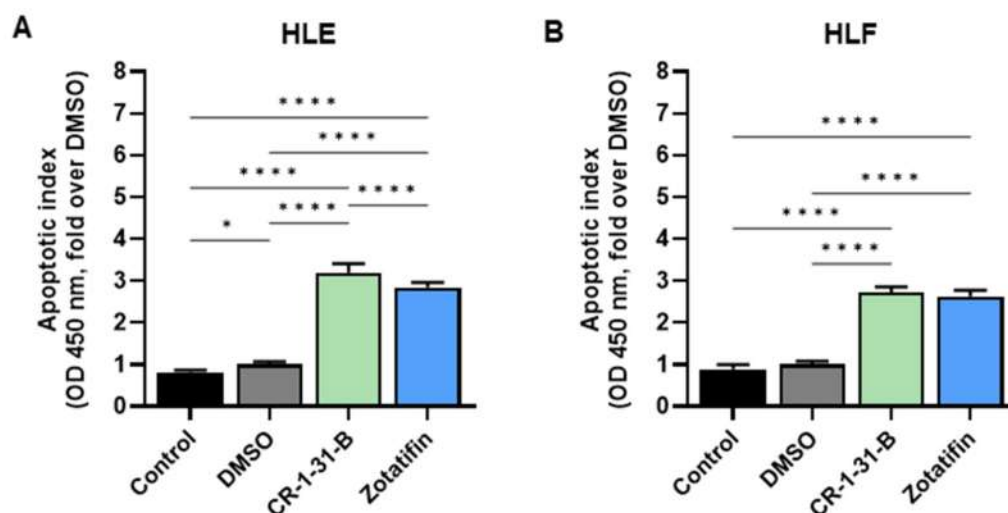 A
HLE
Apoptotic index
(OD 450 nm, fold over DMSO)
8
7
6
5
4
3
2
1
0
****
****
****
****
*
****
Control
DMSO
CR-1-31-B
Zotatifin
B
HLF
Apoptotic index
(OD 450 nm, fold over DMSO)
8
7
6
5
4
3
2
1
0
****
****
****
****
Control
DMSO
CR-1-31-B
Zotatifin